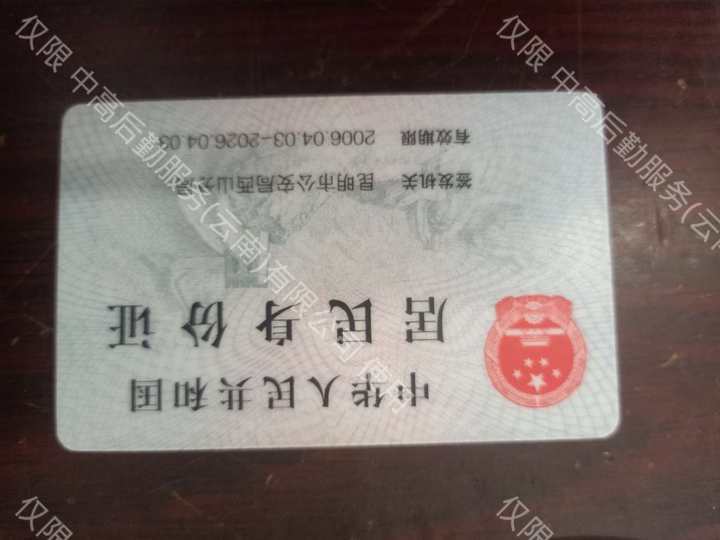 中华人民共和国
居民身份证
签发机关 昆明市公安局西山分局
有效期限 2006.04.03-2026.04.03
仅限 中高后勤服务(云南)有限公司
仅限 中高后勤服务(云
仅限
仅限